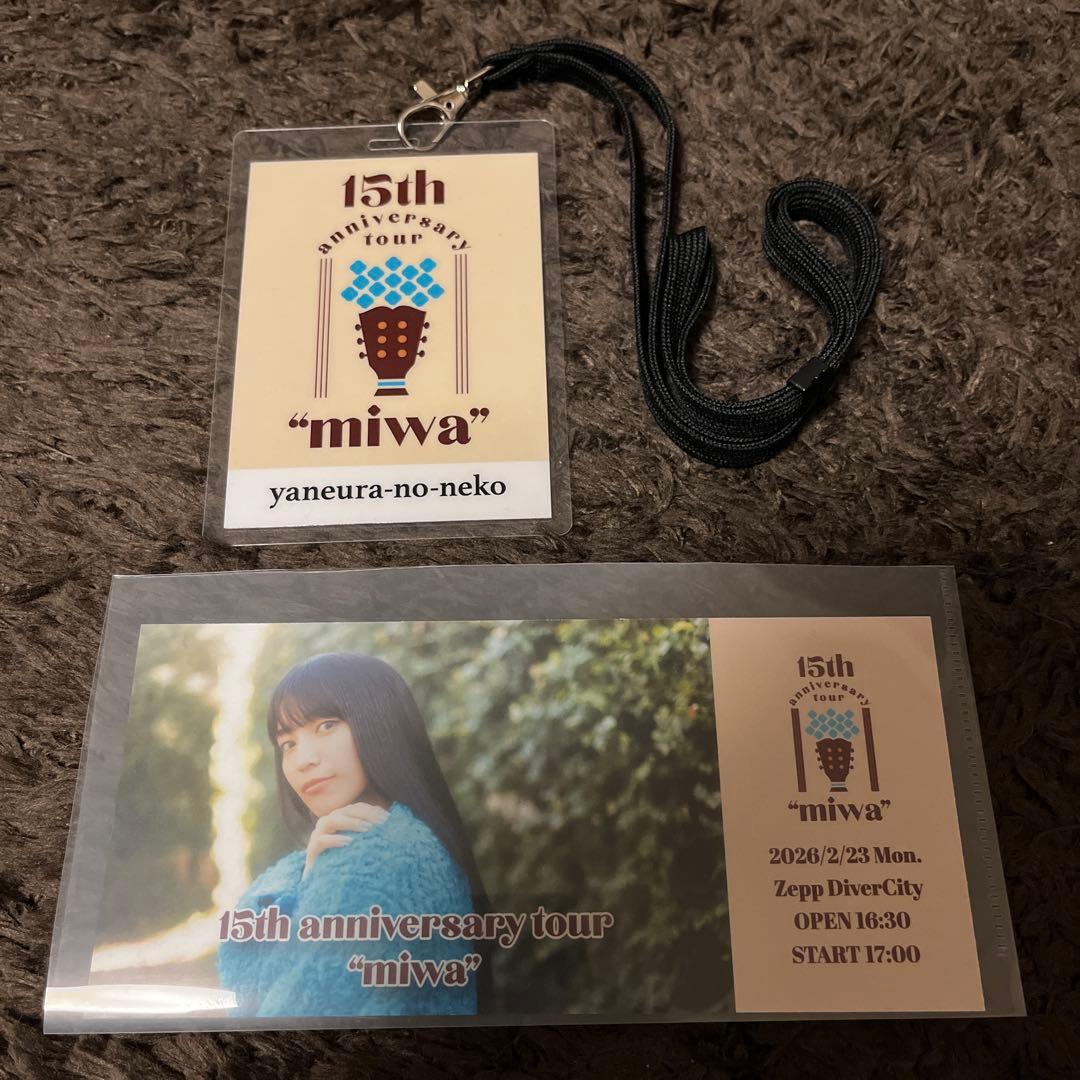 15th
anniversary
tour
“miwa”
yaneura-no-neko
15th anniversary tour
“miwa”
15th
anniversary
tour
“miwa”
2026/2/23 Mon.
Zepp DiverCity
OPEN 16:30
START 17:00